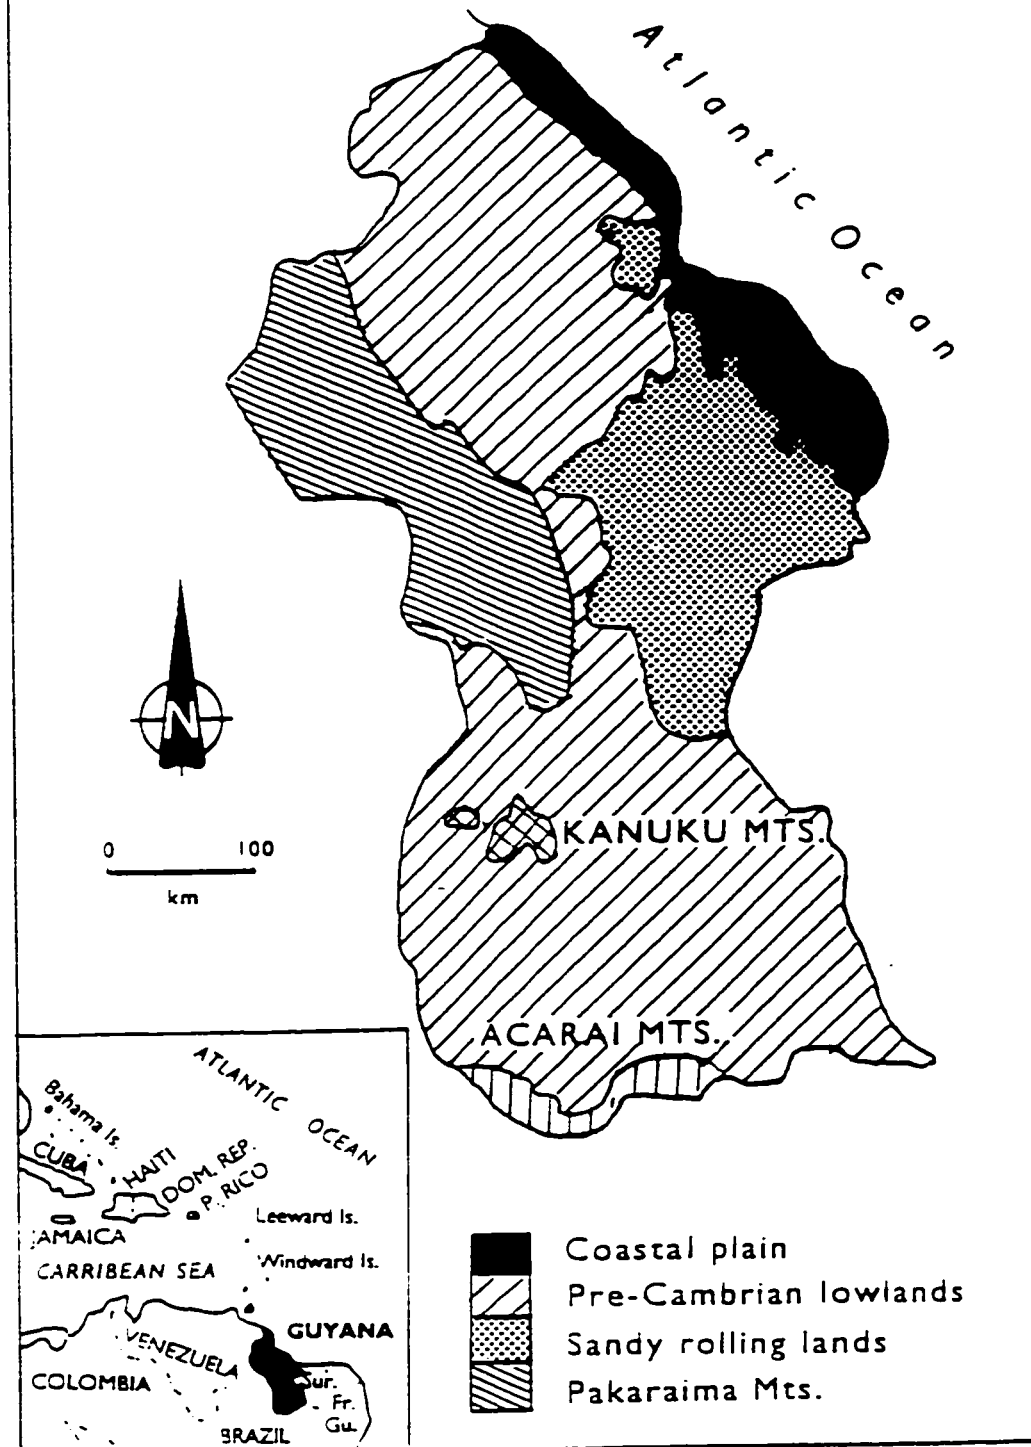 Atlantic Ocean
N
0 100
km
KANUKU MTS.
ACARAI MTS.
ATLANTIC OCEAN
Bahama Is.
CUBA
HAITI
DOM. REP.
P. RICO
JAMAICA
Leeward Is.
CARRIBEAN SEA
Windward Is.
GUYANA
VENEZUELA
COLOMBIA
Sur.
Fr.
Gu.
BRAZIL
Coastal plain
Pre-Cambrian lowlands
Sandy rolling lands
Pakaraima Mts.